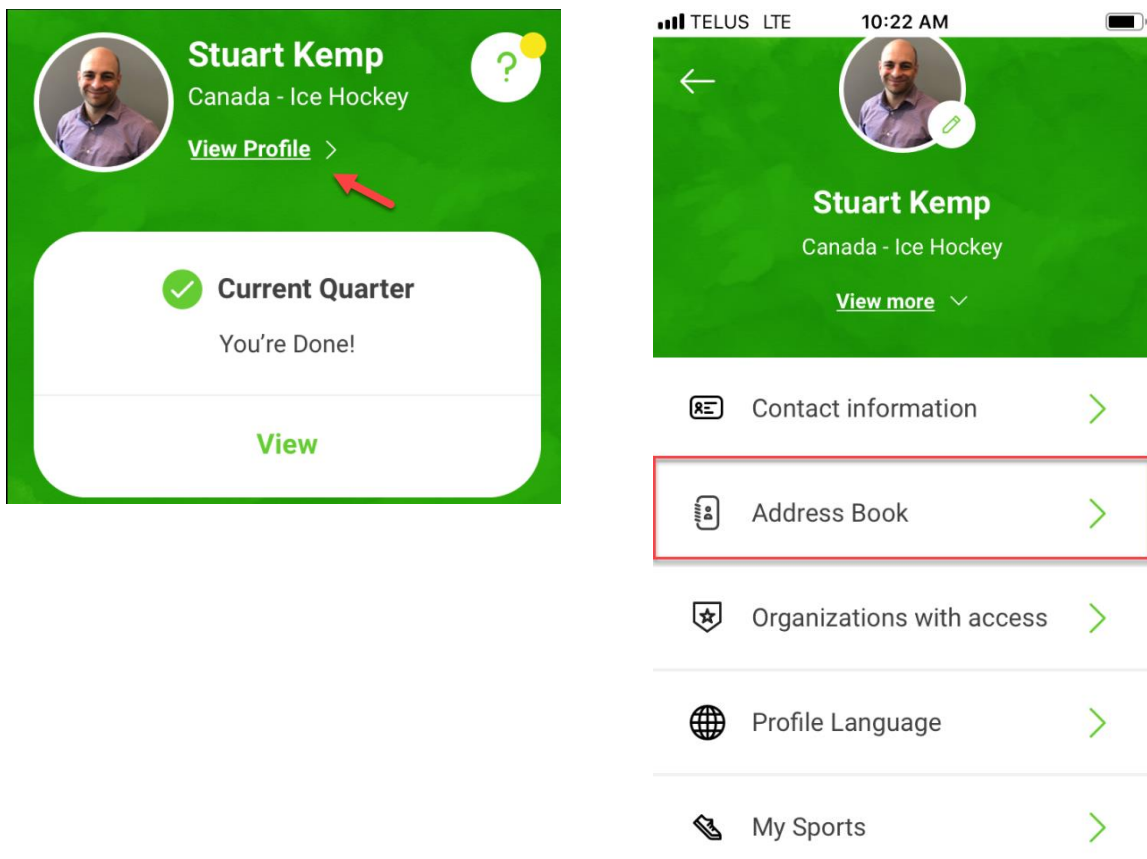 Stuart Kemp
Canada - Ice Hockey
View Profile
?
Current Quarter
You're Done!
View
TELUS LTE 10:22 AM
Stuart Kemp
Canada - Ice Hockey
View more
Contact information
Address Book
Organizations with access
Profile Language
My Sports